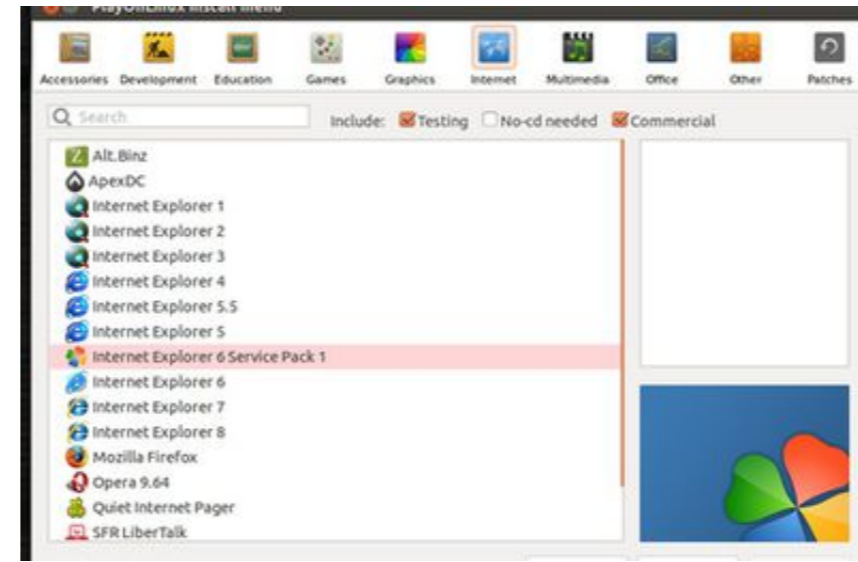 PlayOnLinux install menu
Accessories Development Education Games Graphics Internet Multimedia Office Other Patches
Search Include: Testing No-cd needed Commercial
Alt.Binz
ApexDC
Internet Explorer 1
Internet Explorer 2
Internet Explorer 3
Internet Explorer 4
Internet Explorer 5.5
Internet Explorer 5
Internet Explorer 6 Service Pack 1
Internet Explorer 6
Internet Explorer 7
Internet Explorer 8
Mozilla Firefox
Opera 9.64
Quiet Internet Pager
SFR LiberTalk